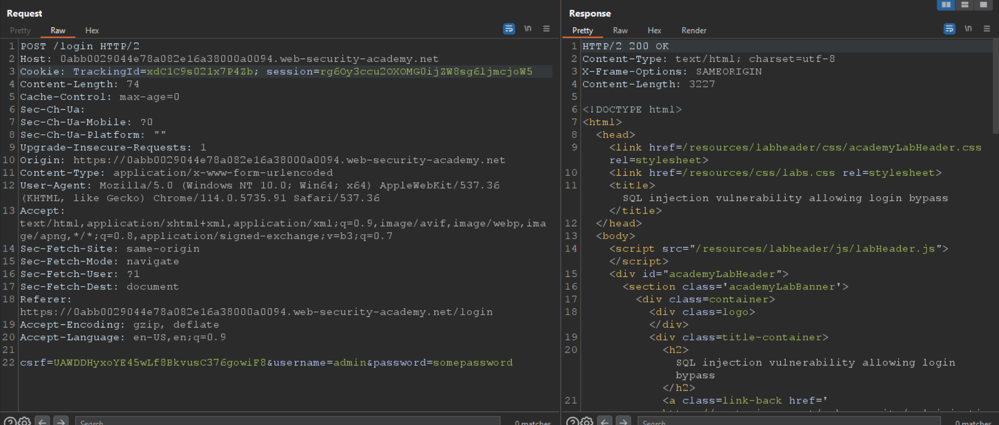 Request
Pretty Raw Hex \n
1 POST /login HTTP/2
2 Host: 0abb0029044e78a082e16a38000a0094.web-security-academy.net
3 Cookie: TrackingId=xdC1C9s021x7P4Zb; session=rg6Oy3ccu2OXOMG0ijZW8sg6ljmcjoW5
4 Content-Length: 74
5 Cache-Control: max-age=0
6 Sec-Ch-Ua:
7 Sec-Ch-Ua-Mobile: ?0
8 Sec-Ch-Ua-Platform: ""
9 Upgrade-Insecure-Requests: 1
10 Origin: https://0abb0029044e78a082e16a38000a0094.web-security-academy.net
11 Content-Type: application/x-www-form-urlencoded
12 User-Agent: Mozilla/5.0 (Windows NT 10.0; Win64; x64) AppleWebKit/537.36
(KHTML, like Gecko) Chrome/114.0.5735.91 Safari/537.36
13 Accept:
text/html,application/xhtml+xml,application/xml;q=0.9,image/avif,image/webp,ima
ge/apng,*/*;q=0.8,application/signed-exchange;v=b3;q=0.7
14 Sec-Fetch-Site: same-origin
15 Sec-Fetch-Mode: navigate
16 Sec-Fetch-User: ?1
17 Sec-Fetch-Dest: document
18 Referer:
https://0abb0029044e78a082e16a38000a0094.web-security-academy.net/login
19 Accept-Encoding: gzip, deflate
20 Accept-Language: en-US,en;q=0.9
21
22 csrf=UAWDDHyxoYE45wLf8BkvusC376gowiF8&username=admin&password=somepassword
Search 0 matches
Response
Pretty Raw Hex Render \n
1 HTTP/2 200 OK
2 Content-Type: text/html; charset=utf-8
3 X-Frame-Options: SAMEORIGIN
4 Content-Length: 3227
5
6 <!DOCTYPE html>
7 <html>
8 <head>
9 <link href=/resources/labheader/css/academyLabHeader.css
rel=stylesheet>
10 <link href=/resources/css/labs.css rel=stylesheet>
11 <title>
SQL injection vulnerability allowing login bypass
</title>
12 </head>
13 <body>
14 <script src="/resources/labheader/js/labHeader.js">
</script>
15 <div id="academyLabHeader">
16 <section class='academyLabBanner'>
17 <div class=container>
18 <div class=logo>
</div>
19 <div class=title-container>
20 <h2>
SQL injection vulnerability allowing login
bypass
</h2>
21 <a class=link-back href='
Search 0 matches